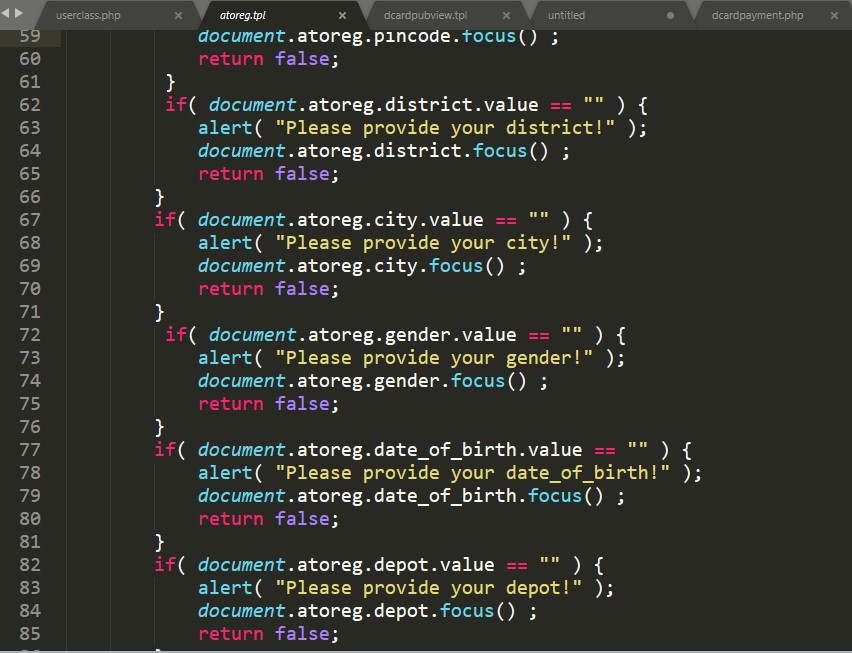 userclass.php × atoreg.tpl × dcardpubview.tpl × untitled dcardpayment.php ×
59 document.atoreg.pincode.focus() ;
60 return false;
61 }
62 if( document.atoreg.district.value == "" ) {
63 alert( "Please provide your district!" );
64 document.atoreg.district.focus() ;
65 return false;
66 }
67 if( document.atoreg.city.value == "" ) {
68 alert( "Please provide your city!" );
69 document.atoreg.city.focus() ;
70 return false;
71 }
72 if( document.atoreg.gender.value == "" ) {
73 alert( "Please provide your gender!" );
74 document.atoreg.gender.focus() ;
75 return false;
76 }
77 if( document.atoreg.date_of_birth.value == "" ) {
78 alert( "Please provide your date_of_birth!" );
79 document.atoreg.date_of_birth.focus() ;
80 return false;
81 }
82 if( document.atoreg.depot.value == "" ) {
83 alert( "Please provide your depot!" );
84 document.atoreg.depot.focus() ;
85 return false;